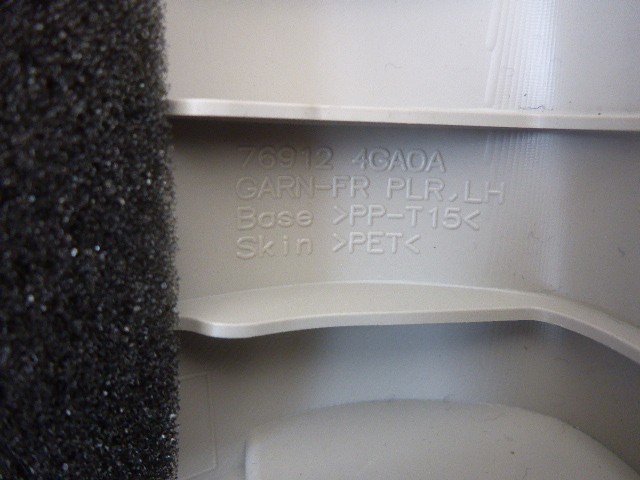 76912 4GA0A
GARN-FR PLR,LH
Base >PP-T15<
Skin >PET<